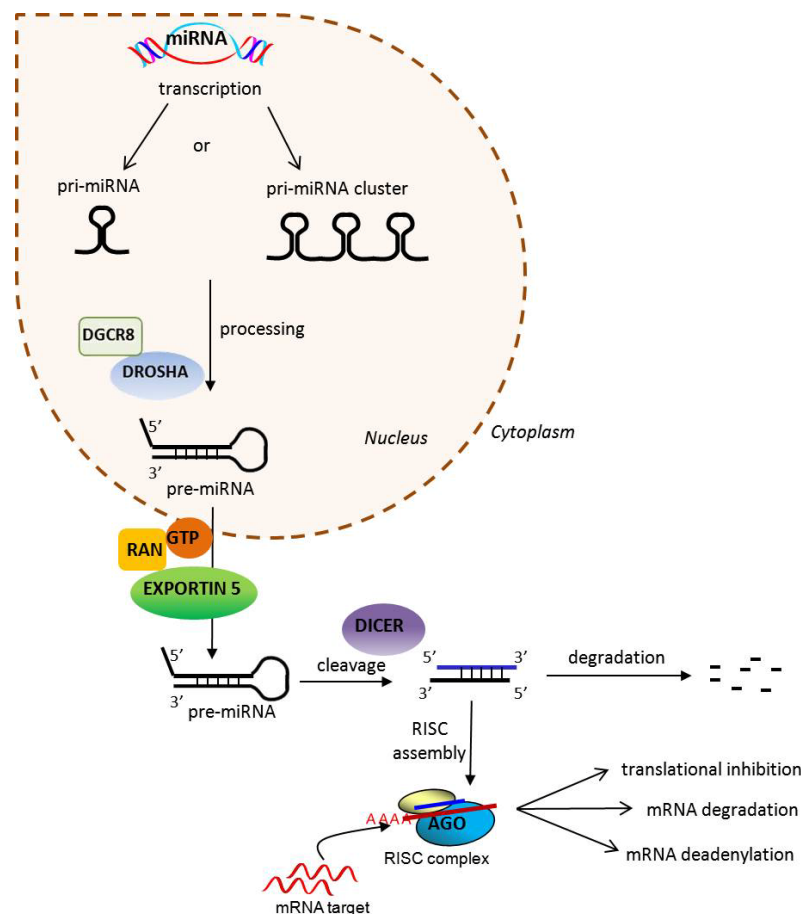 miRNA
transcription
or
pri-miRNA
pri-miRNA cluster
processing
DGCR8
DROSHA
5’
3’
pre-miRNA
Nucleus
Cytoplasm
RAN
GTP
EXPORTIN 5
5’
3’
pre-miRNA
DICER
cleavage
5’ 3’
3’ 5’
degradation
RISC
assembly
AAAA
AGO
RISC complex
mRNA target
translational inhibition
mRNA degradation
mRNA deadenylation